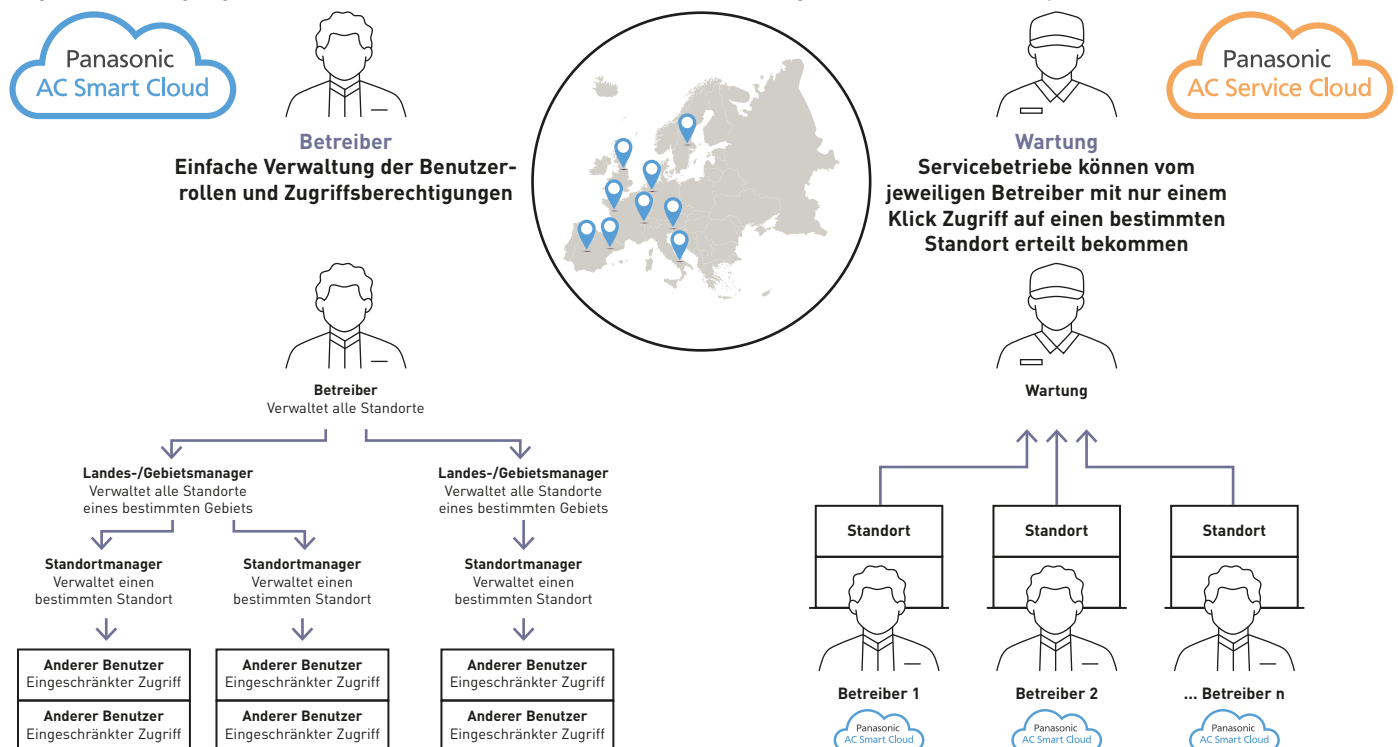 Panasonic
AC Smart Cloud
Betreiber
Einfache Verwaltung der Benutzer-
rollen und Zugriffsberechtigungen
Panasonic
AC Service Cloud
Wartung
Servicebetriebe können vom
jeweiligen Betreiber mit nur einem
Klick Zugriff auf einen bestimmten
Standort erteilt bekommen
Betreiber
Verwaltet alle Standorte
Landes-/Gebietsmanager
Verwaltet alle Standorte
eines bestimmten Gebiets
Landes-/Gebietsmanager
Verwaltet alle Standorte
eines bestimmten Gebiets
Standortmanager
Verwaltet einen
bestimmten Standort
Standortmanager
Verwaltet einen
bestimmten Standort
Standortmanager
Verwaltet einen
bestimmten Standort
Anderer Benutzer
Eingeschränkter Zugriff
Anderer Benutzer
Eingeschränkter Zugriff
Anderer Benutzer
Eingeschränkter Zugriff
Anderer Benutzer
Eingeschränkter Zugriff
Anderer Benutzer
Eingeschränkter Zugriff
Anderer Benutzer
Eingeschränkter Zugriff
Wartung
Standort
Standort
Standort
Betreiber 1
Betreiber 2
... Betreiber n
Panasonic
AC Smart Cloud
Panasonic
AC Smart Cloud
Panasonic
AC Smart Cloud